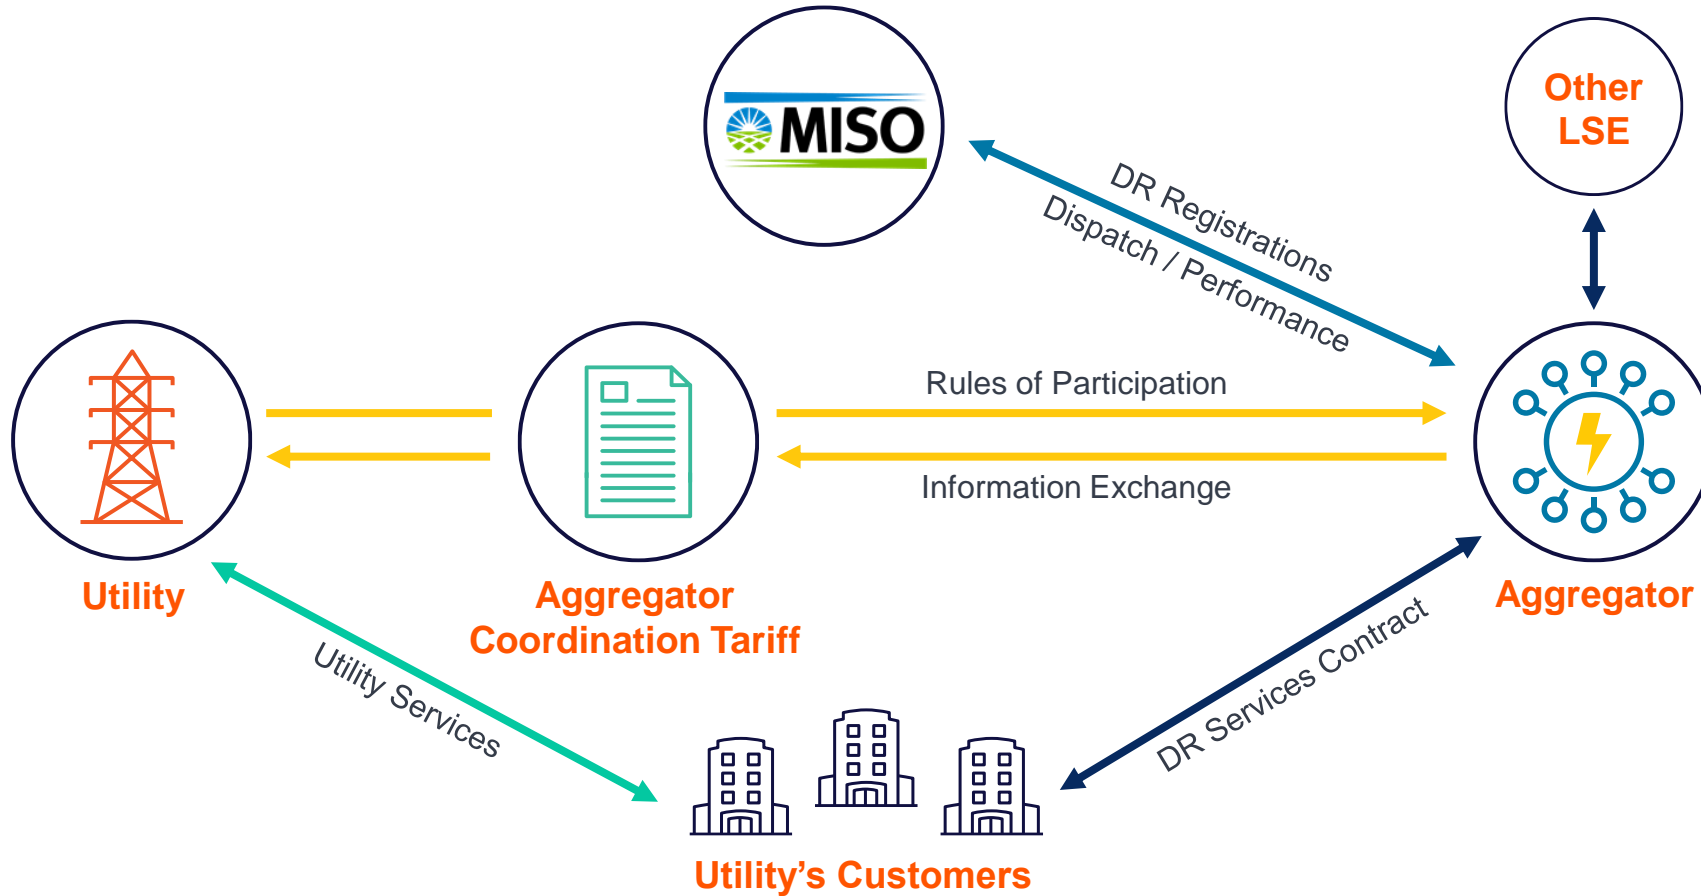 MISO
Other
LSE
DR Registrations
Dispatch / Performance
Rules of Participation
Information Exchange
Utility
Aggregator
Coordination Tariff
Aggregator
Utility Services
DR Services Contract
Utility’s Customers